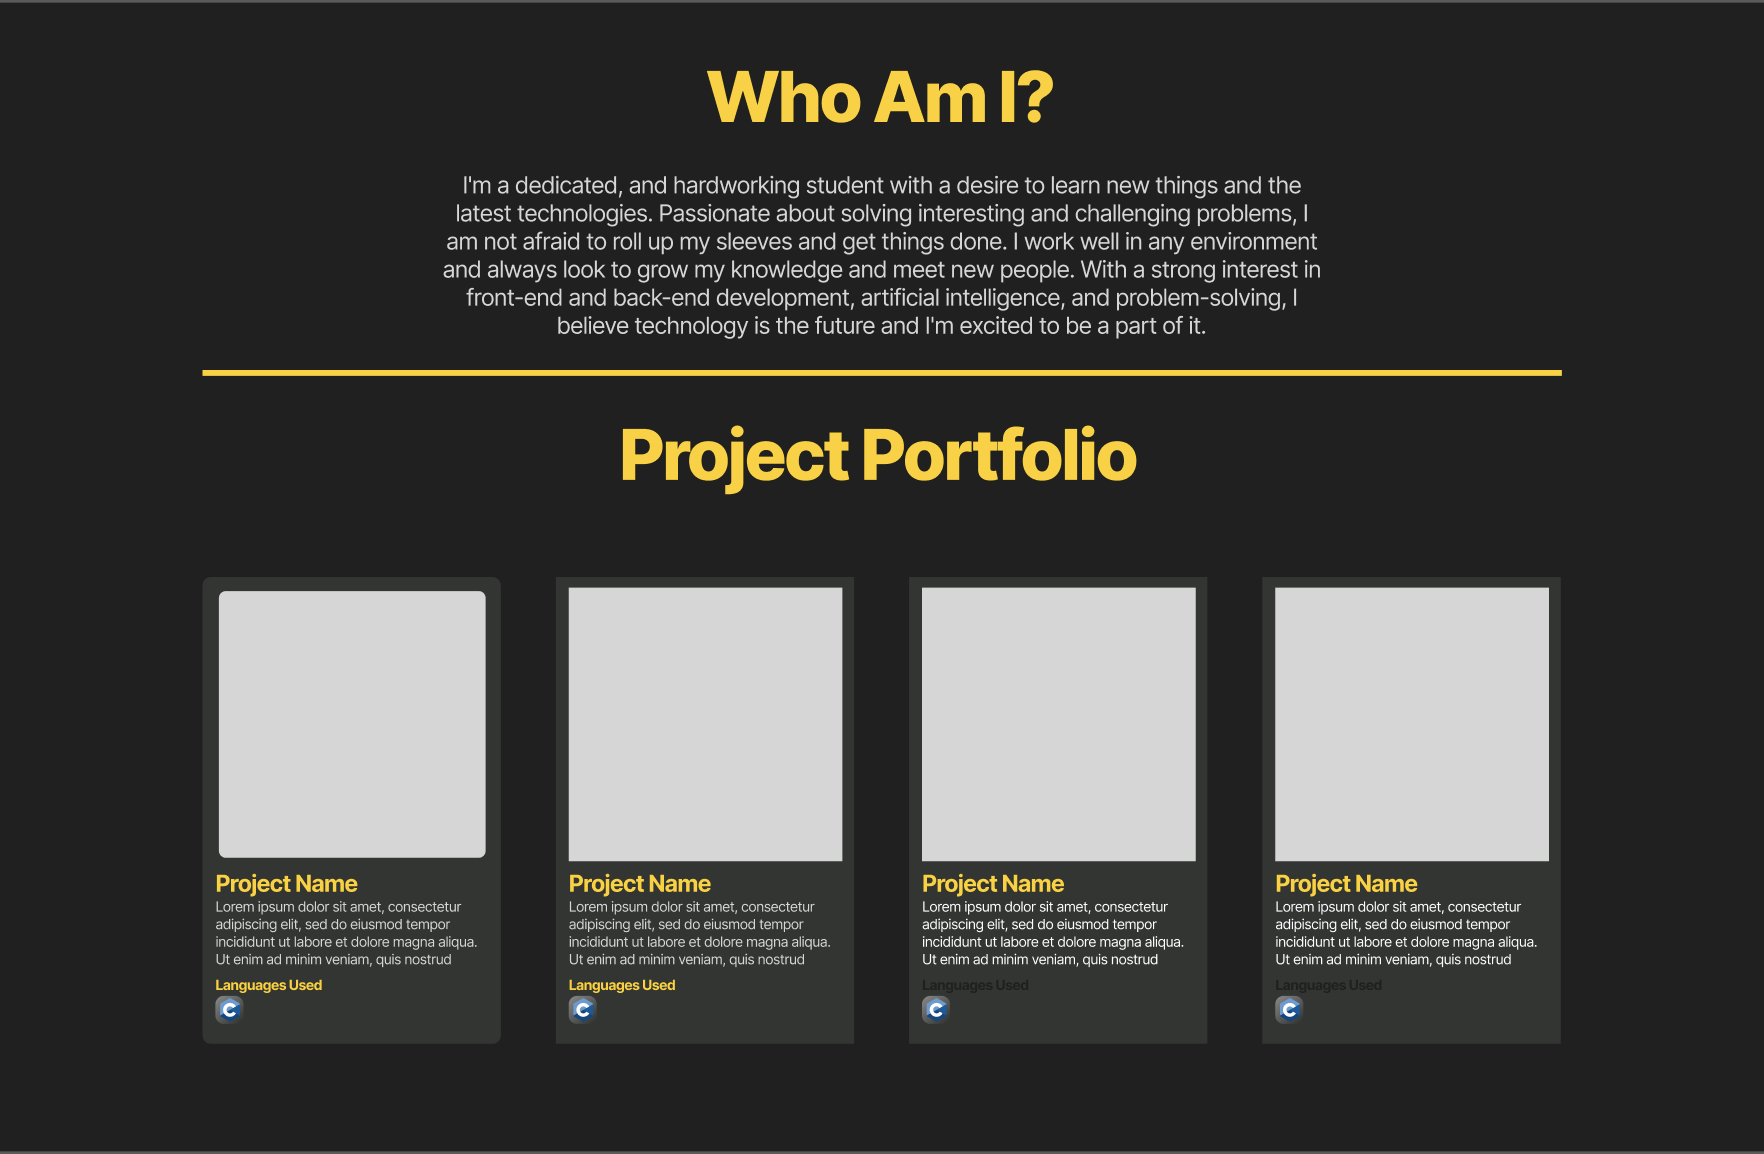 Who Am I?
I'm a dedicated, and hardworking student with a desire to learn new things and the
latest technologies. Passionate about solving interesting and challenging problems, I
am not afraid to roll up my sleeves and get things done. I work well in any environment
and always look to grow my knowledge and meet new people. With a strong interest in
front-end and back-end development, artificial intelligence, and problem-solving, I
believe technology is the future and I'm excited to be a part of it.
Project Portfolio
Project Name
Lorem ipsum dolor sit amet, consectetur
adipiscing elit, sed do eiusmod tempor
incididunt ut labore et dolore magna aliqua.
Ut enim ad minim veniam, quis nostrud
Languages Used
C
Project Name
Lorem ipsum dolor sit amet, consectetur
adipiscing elit, sed do eiusmod tempor
incididunt ut labore et dolore magna aliqua.
Ut enim ad minim veniam, quis nostrud
Languages Used
C
Project Name
Lorem ipsum dolor sit amet, consectetur
adipiscing elit, sed do eiusmod tempor
incididunt ut labore et dolore magna aliqua.
Ut enim ad minim veniam, quis nostrud
Languages Used
C
Project Name
Lorem ipsum dolor sit amet, consectetur
adipiscing elit, sed do eiusmod tempor
incididunt ut labore et dolore magna aliqua.
Ut enim ad minim veniam, quis nostrud
Languages Used
C